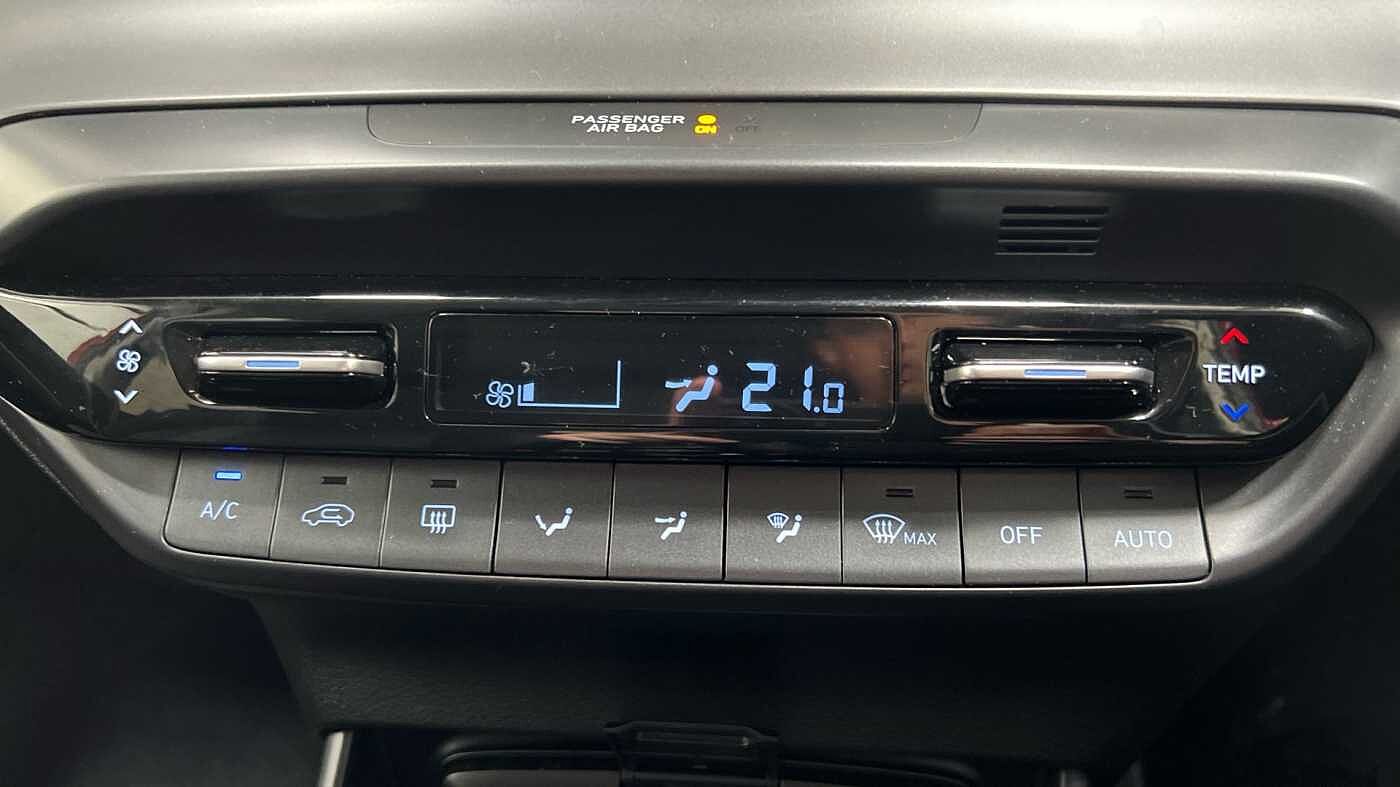 PASSENGER
AIR BAG
ON
OFF
21.0
TEMP
A/C
MAX
OFF
AUTO